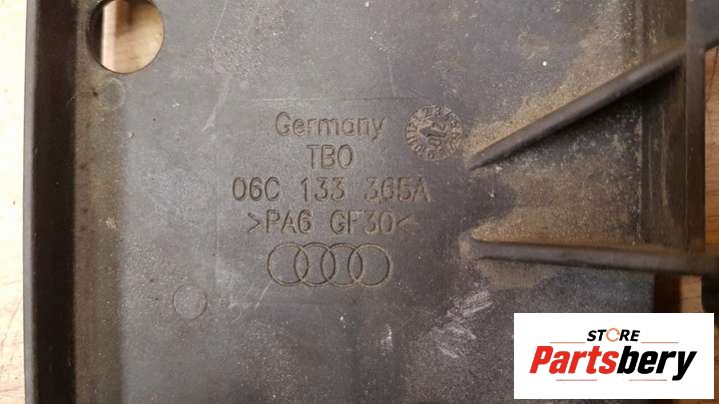 Germany
TBO
06C 133 365A
>PA6 GF30<
STORE
Partsbery